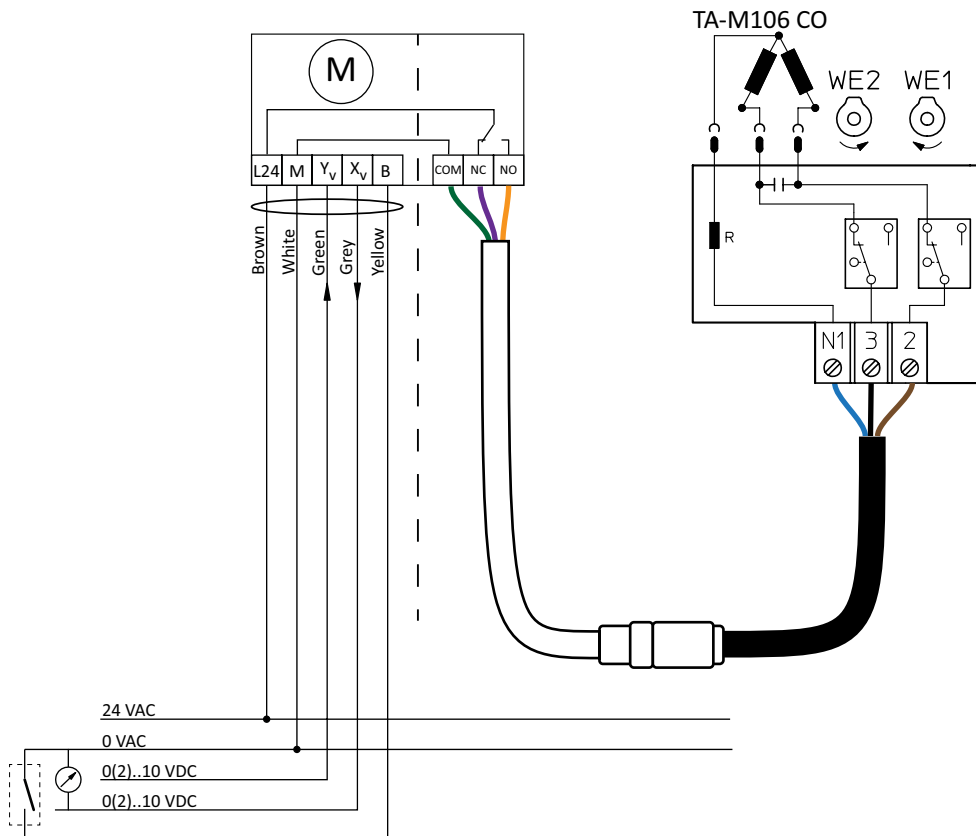 TA-M106 CO
M
WE2 WE1
L24 M Yv Xv B COM NC NO
R
Brown
White
Green
Grey
Yellow
N1 3 2
24 VAC
0 VAC
0(2)..10 VDC
0(2)..10 VDC